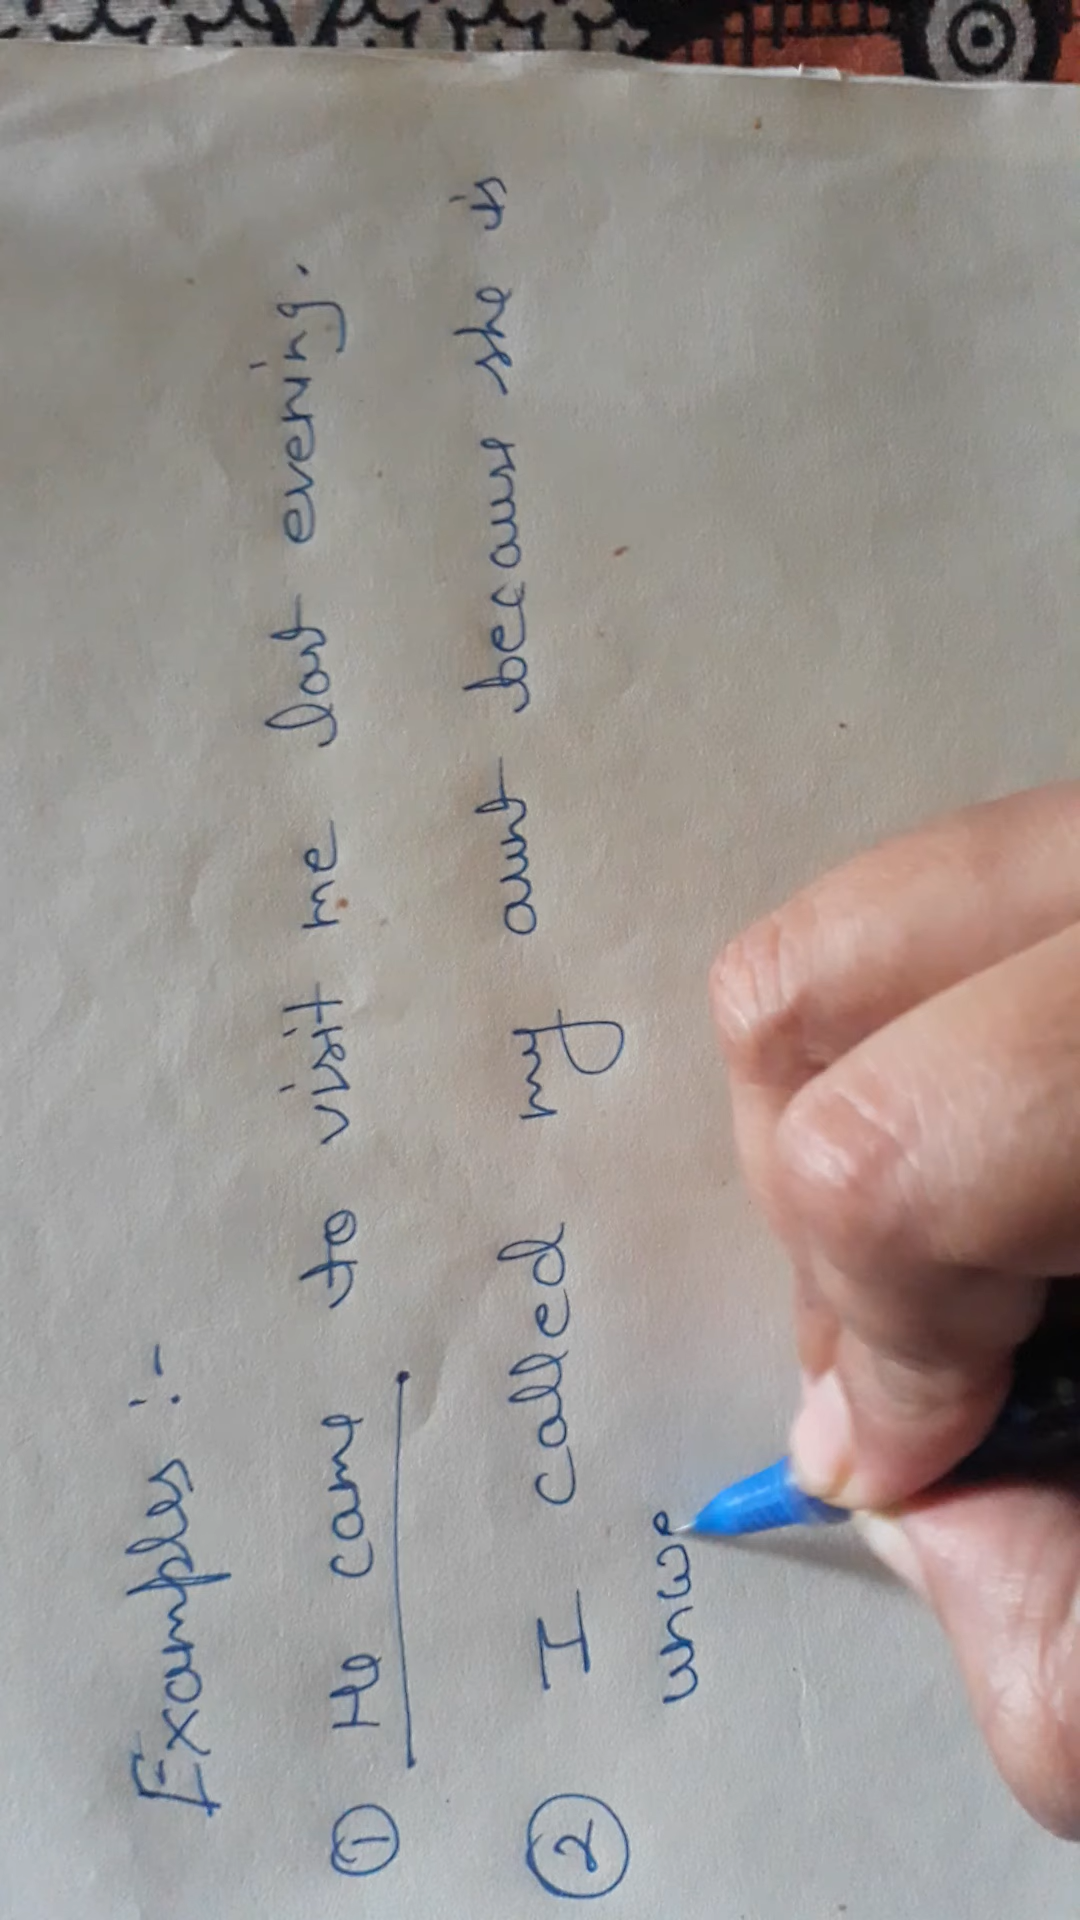 Examples :-
① He came to visit me last evening.
② I called my aunt because she is
unwe